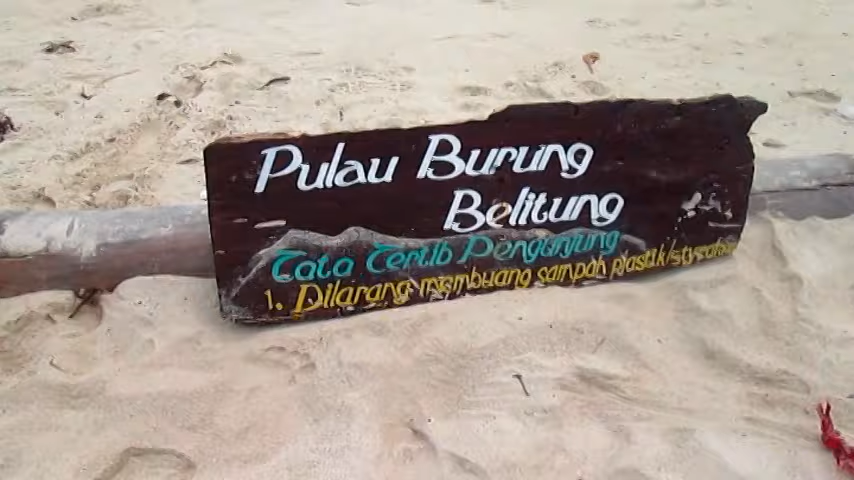 Pulau Burung
Belitung
Tata Tertib Pengunjung
1. Dilarang membuang sampah plastik/styrofoam